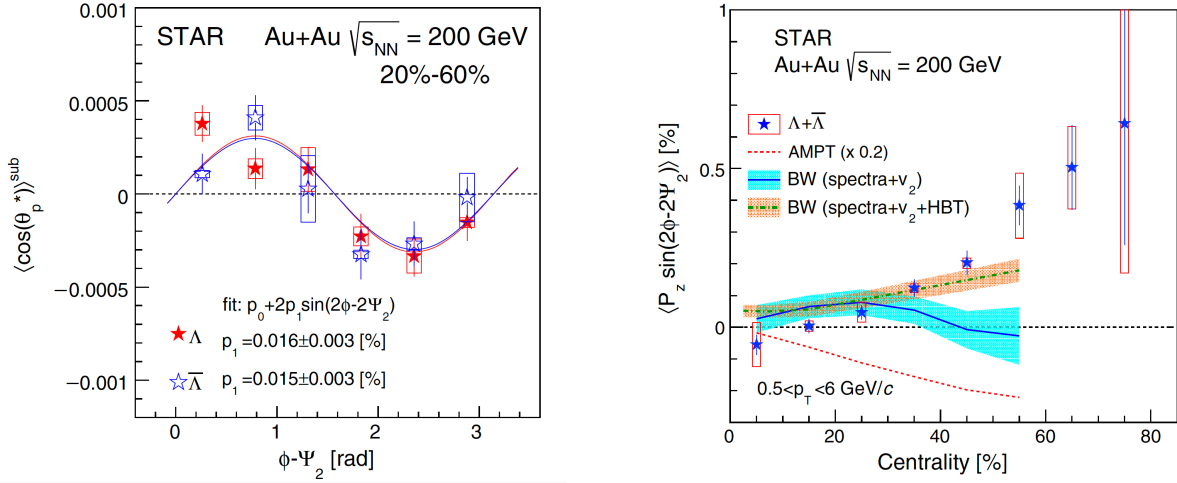 0.001
0.0005
0
−0.0005
−0.001
⟨cos(θp*)⟩sub
STAR Au+Au √sNN = 200 GeV
20%-60%
fit: p0+2p1sin(2φ-2Ψ2)
Λ p1=0.016±0.003 [%]
Λ̅ p1=0.015±0.003 [%]
0 1 2 3
φ-Ψ2 [rad]
1
0.5
0
⟨Pz sin(2φ-2Ψ2)⟩ [%]
STAR
Au+Au √sNN = 200 GeV
Λ+Λ̅
AMPT (x 0.2)
BW (spectra+v2)
BW (spectra+v2+HBT)
0.5<pT<6 GeV/c
0 20 40 60 80
Centrality [%]